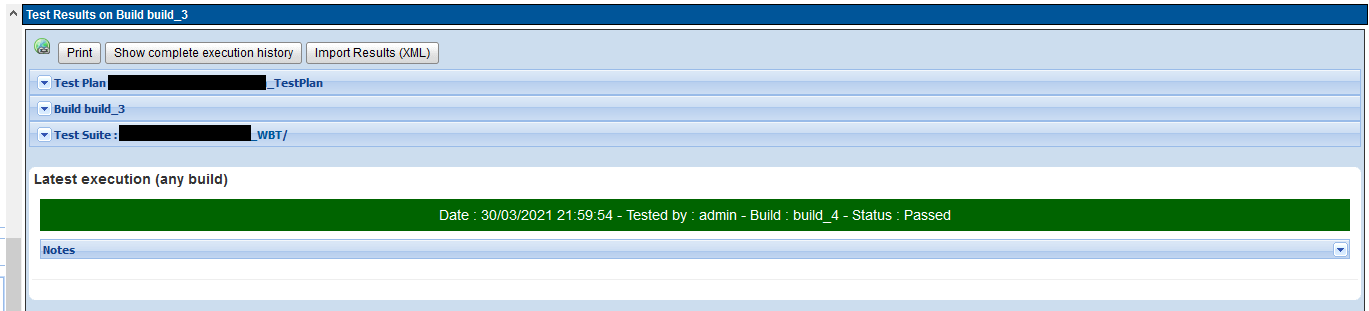 Test Results on Build build_3
Print Show complete execution history Import Results (XML)
Test Plan _TestPlan
Build build_3
Test Suite : _WBT/
Latest execution (any build)
Date : 30/03/2021 21:59:54 - Tested by : admin - Build : build_4 - Status : Passed
Notes